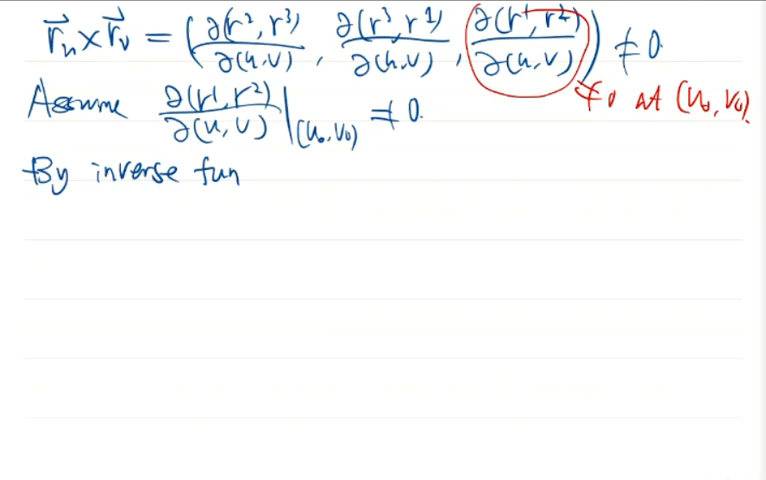 r⃗ᵤ × r⃗ᵥ = ( ∂(r², r³)/∂(u,v) , ∂(r³, r¹)/∂(u,v) , ∂(r¹, r²)/∂(u,v) ) ≠ 0
≠ 0 at (u₀, v₀).
Assume ∂(r¹, r²)/∂(u, v) |(u₀, v₀) ≠ 0.
By inverse fun